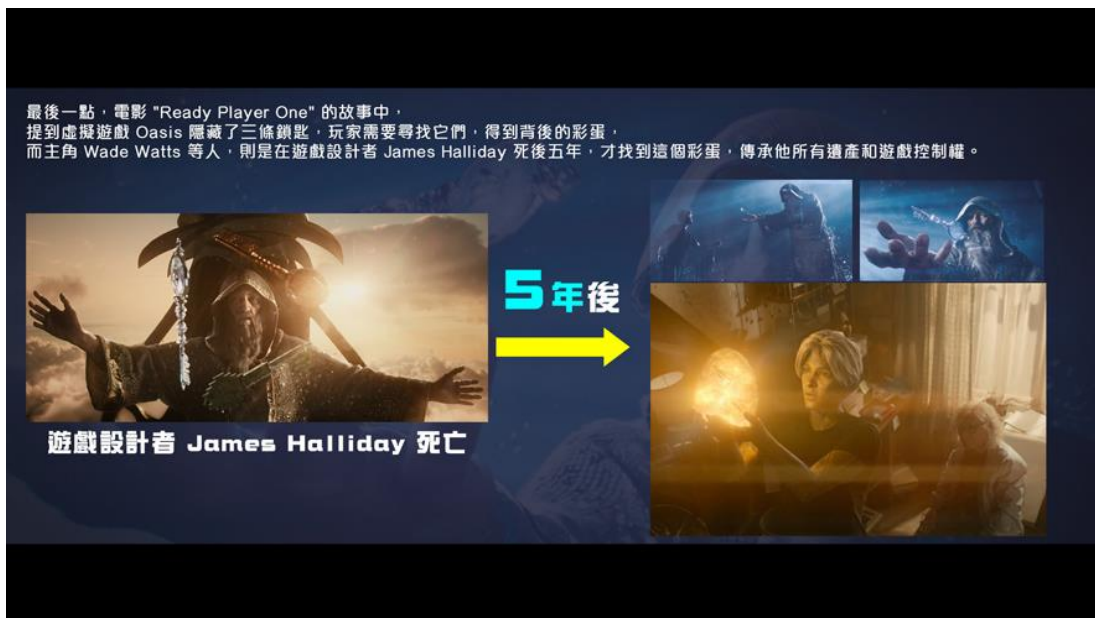 最後一點，電影 "Ready Player One" 的故事中，
提到虛擬遊戲 Oasis 隱藏了三條鎖匙，玩家需要尋找它們，得到背後的彩蛋，
而主角 Wade Watts 等人，則是在遊戲設計者 James Halliday 死後五年，才找到這個彩蛋，傳承他所有遺產和遊戲控制權。
5年後
遊戲設計者 James Halliday 死亡